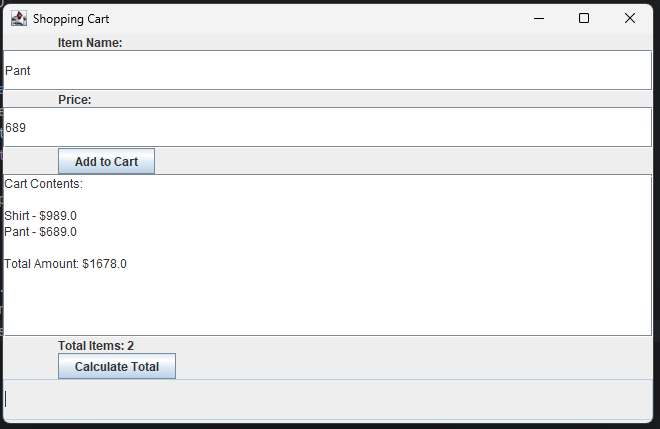 Shopping Cart
Item Name:
Pant
Price:
689
Add to Cart
Cart Contents:
Shirt - $989.0
Pant - $689.0
Total Amount: $1678.0
Total Items: 2
Calculate Total